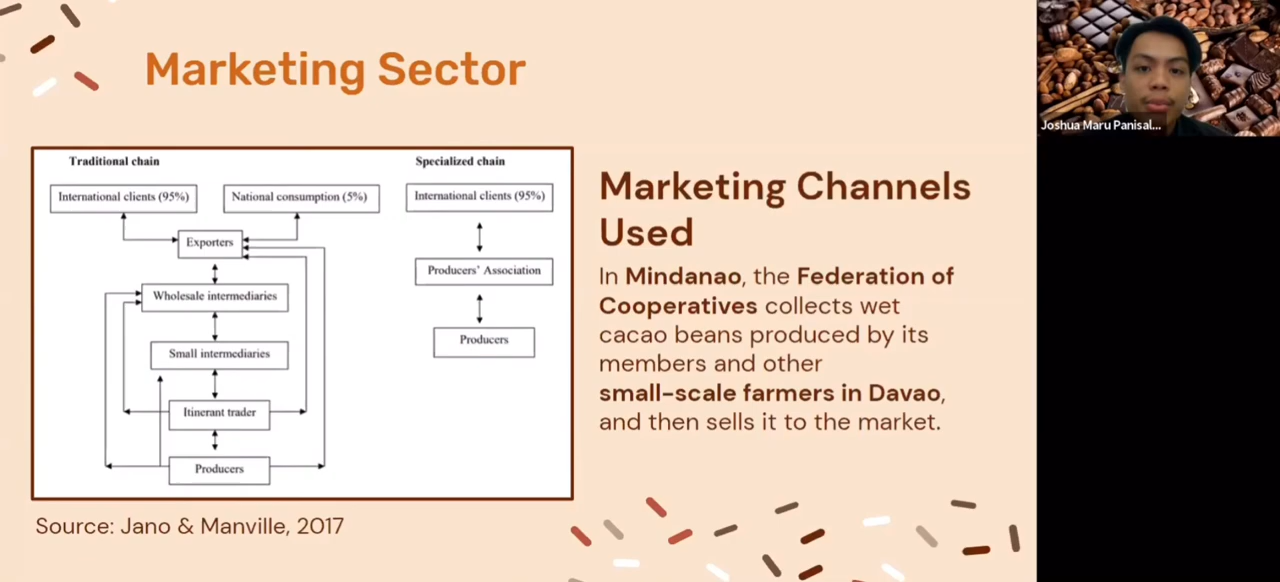 Marketing Sector
Traditional chain
Specialized chain
International clients (95%)
National consumption (5%)
International clients (95%)
Exporters
Producers' Association
Wholesale intermediaries
Producers
Small intermediaries
Itinerant trader
Producers
Source: Jano & Manville, 2017
Marketing Channels
Used
In Mindanao, the Federation of
Cooperatives collects wet
cacao beans produced by its
members and other
small-scale farmers in Davao,
and then sells it to the market.
Joshua Maru Panisal...